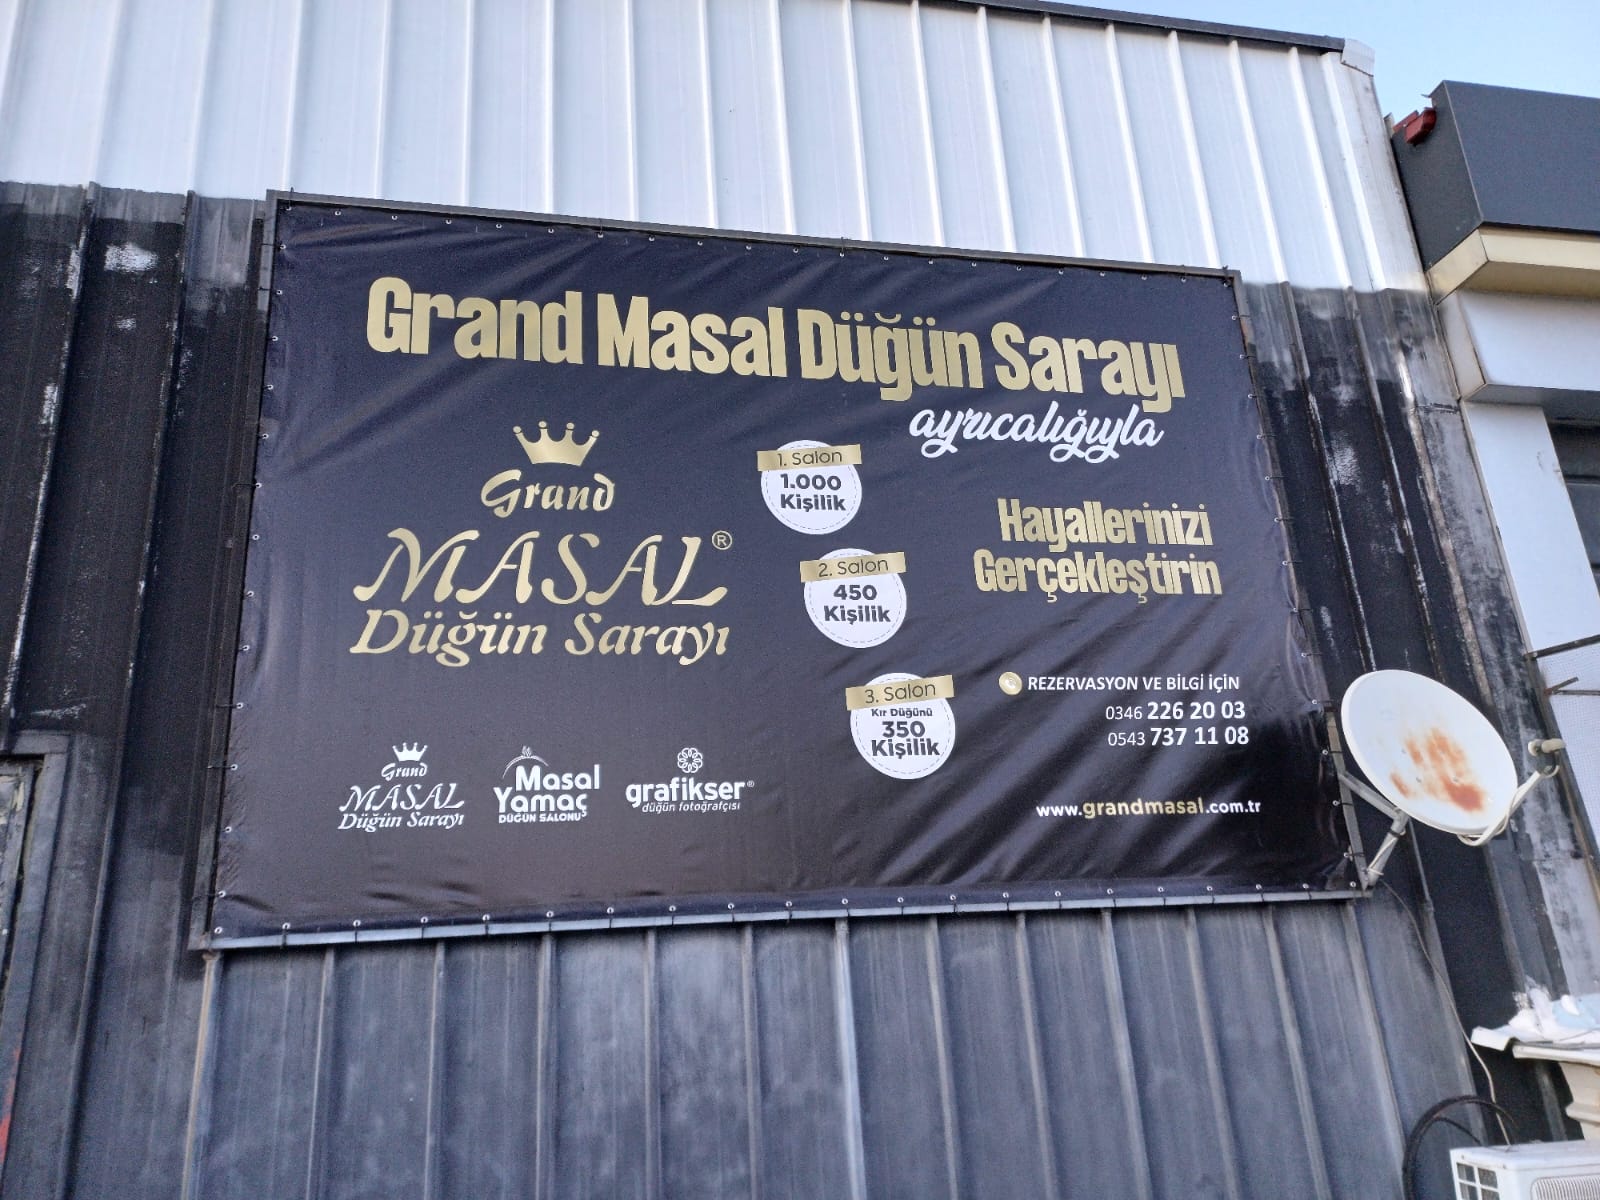 Grand Masal Düğün Sarayı
ayrıcalığıyla
Grand
MASAL®
Düğün Sarayı
1. Salon
1.000
Kişilik
2. Salon
450
Kişilik
3. Salon
Kır Düğünü
350
Kişilik
Hayallerinizi
Gerçekleştirin
REZERVASYON VE BİLGİ İÇİN
0346 226 20 03
0543 737 11 08
www.grandmasal.com.tr
Grand
MASAL
Düğün Sarayı
Masal
Yamaç
DÜĞÜN SALONU
grafikser®
düğün fotoğrafçısı